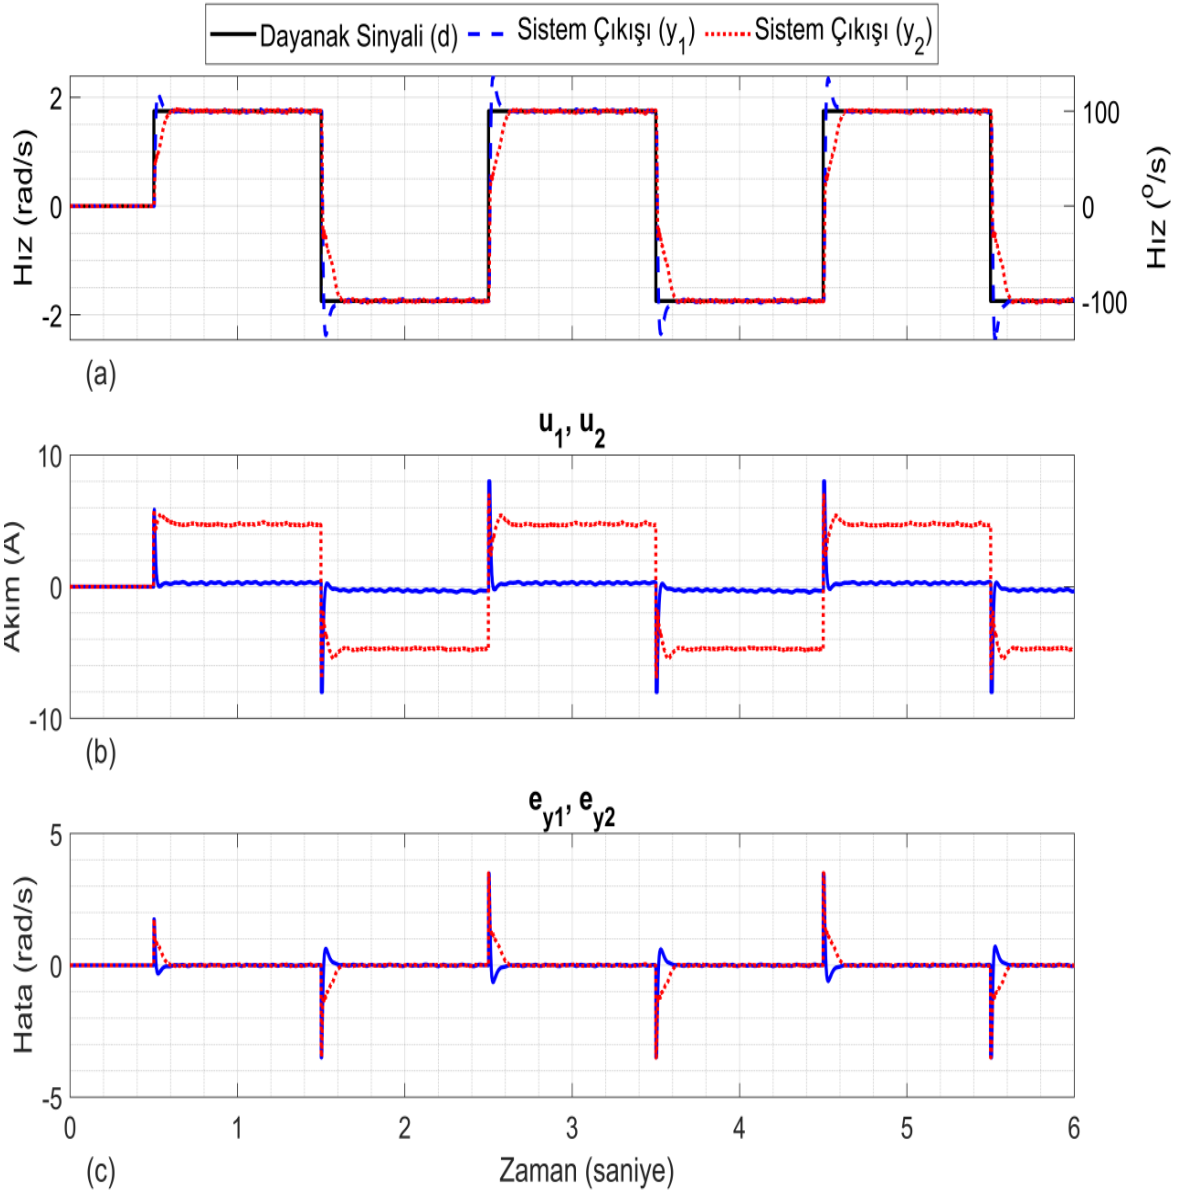 Dayanak Sinyali (d) Sistem Çıkışı (y1) Sistem Çıkışı (y2)
2
0
-2
Hız (rad/s)
100
0
-100
Hız (o/s)
(a)
u1, u2
10
0
-10
Akım (A)
(b)
ey1, ey2
5
0
-5
Hata (rad/s)
0 1 2 3 4 5 6
(c) Zaman (saniye)